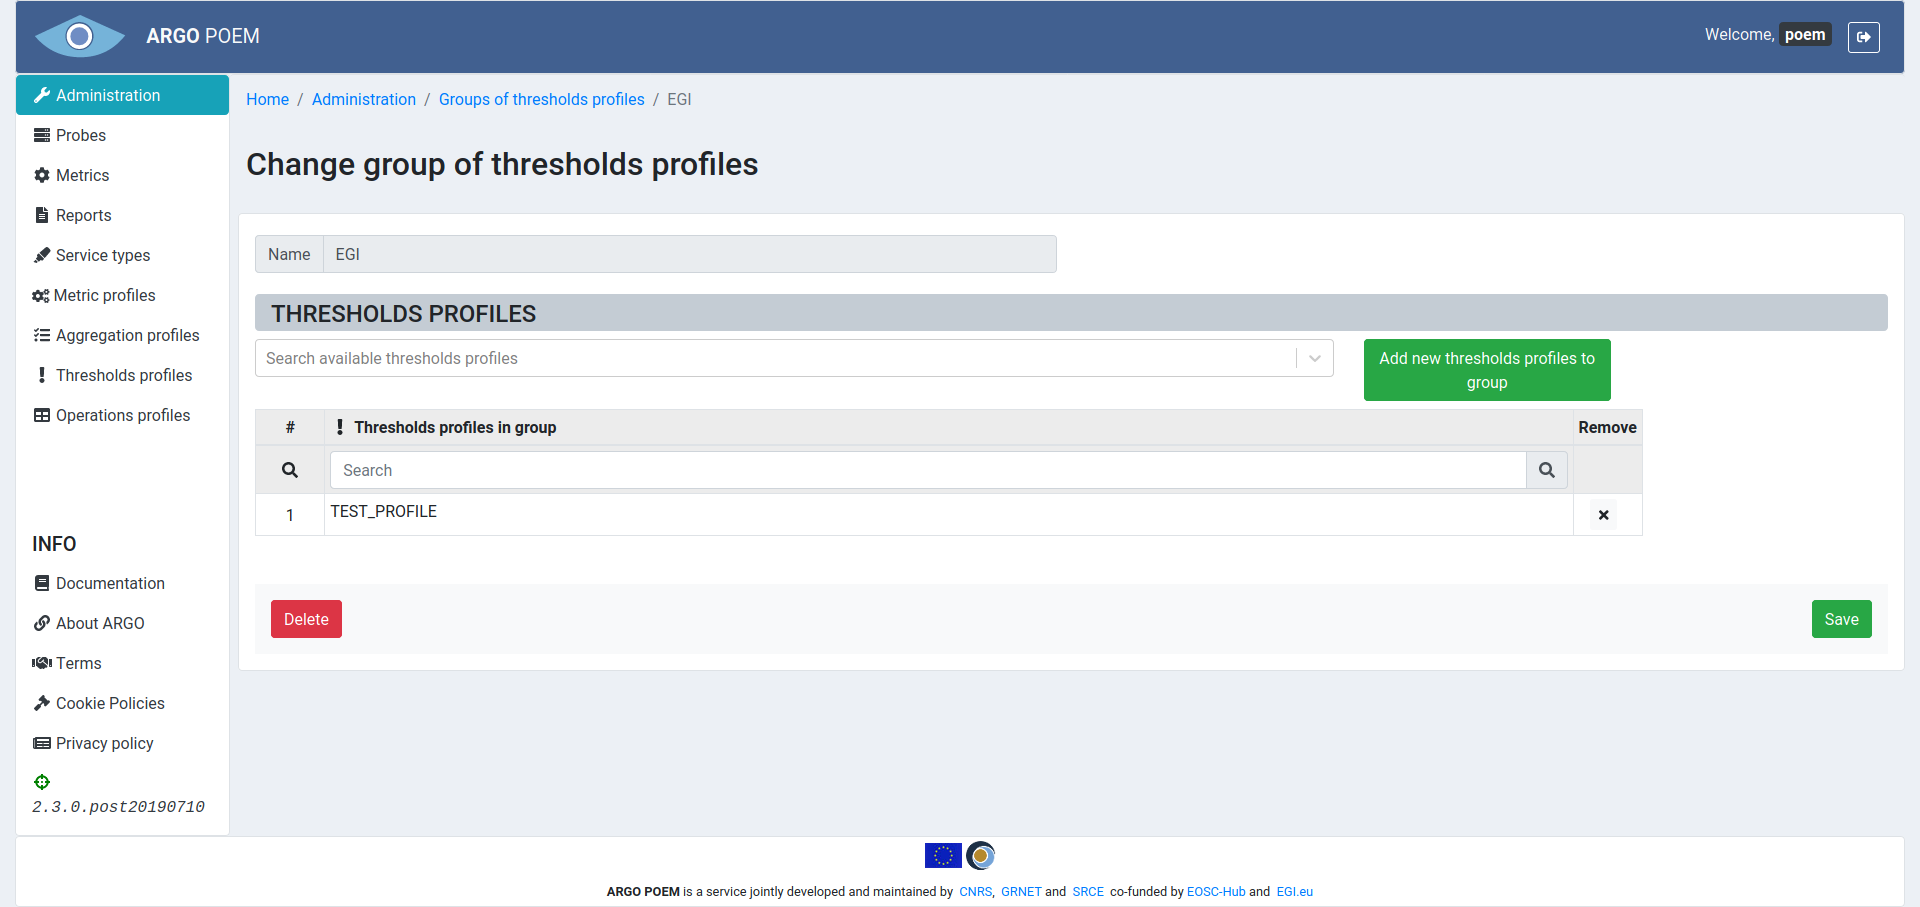 ARGO POEM
Welcome, poem
Administration
Probes
Metrics
Reports
Service types
Metric profiles
Aggregation profiles
Thresholds profiles
Operations profiles
INFO
Documentation
About ARGO
Terms
Cookie Policies
Privacy policy
2.3.0.post20190710
Home / Administration / Groups of thresholds profiles / EGI
Change group of thresholds profiles
Name EGI
THRESHOLDS PROFILES
Search available thresholds profiles
Add new thresholds profiles to
group
# Thresholds profiles in group Remove
Search
1 TEST_PROFILE
Delete Save
ARGO POEM is a service jointly developed and maintained by CNRS, GRNET and SRCE co-funded by EOSC-Hub and EGI.eu